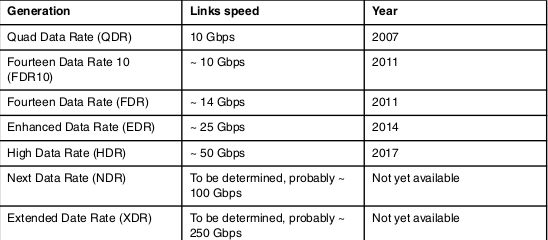 Generation Links speed Year
Quad Data Rate (QDR) 10 Gbps 2007
Fourteen Data Rate 10 ~ 10 Gbps 2011
(FDR10)
Fourteen Data Rate (FDR) ~ 14 Gbps 2011
Enhanced Data Rate (EDR) ~ 25 Gbps 2014
High Data Rate (HDR) ~ 50 Gbps 2017
Next Data Rate (NDR) To be determined, probably ~ Not yet available
100 Gbps
Extended Date Rate (XDR) To be determined, probably ~ Not yet available
250 Gbps